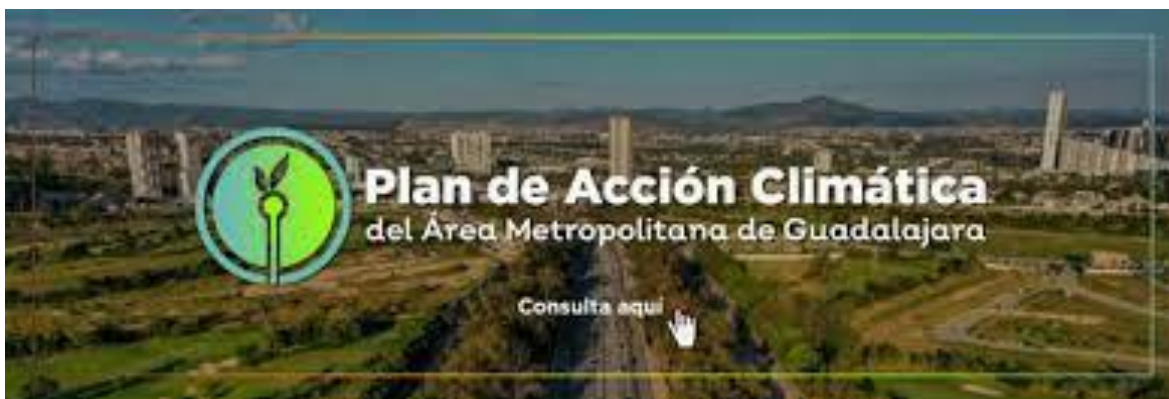 Plan de Acción Climática
del Área Metropolitana de Guadalajara
Consulta aquí